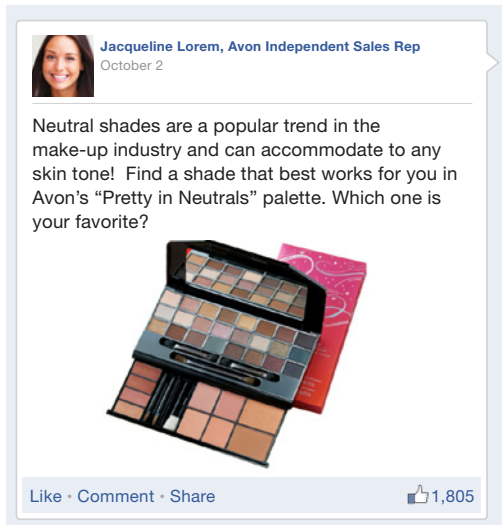 Jacqueline Lorem, Avon Independent Sales Rep
October 2
Neutral shades are a popular trend in the
make-up industry and can accommodate to any
skin tone!  Find a shade that best works for you in
Avon’s “Pretty in Neutrals” palette. Which one is
your favorite?
Like • Comment • Share
1,805